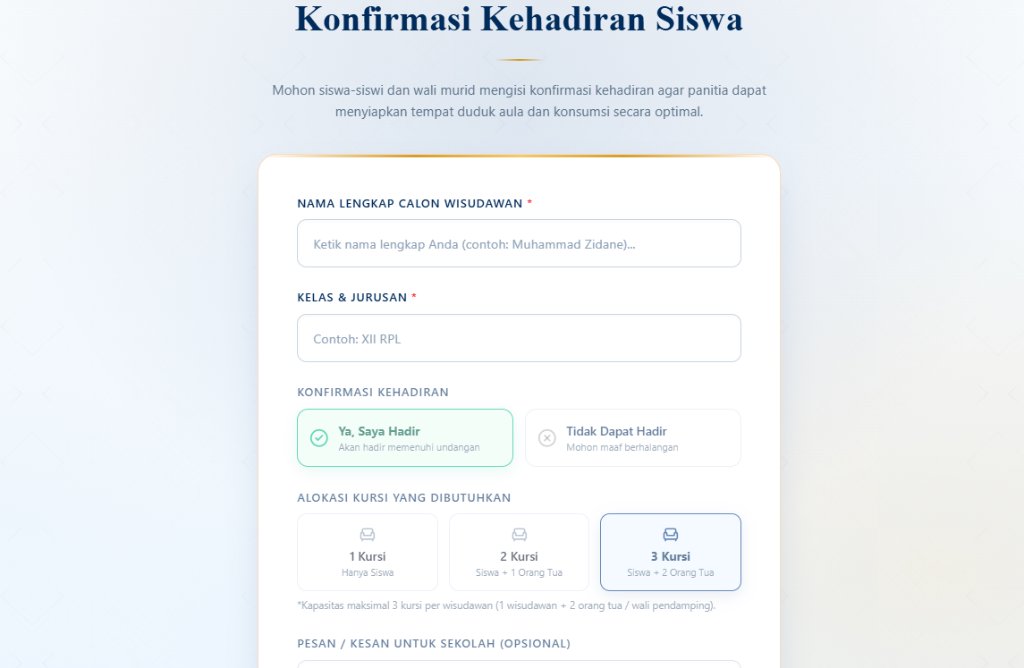 Konfirmasi Kehadiran Siswa
Mohon siswa-siswi dan wali murid mengisi konfirmasi kehadiran agar panitia dapat
menyiapkan tempat duduk aula dan konsumsi secara optimal.
NAMA LENGKAP CALON WISUDAWAN *
Ketik nama lengkap Anda (contoh: Muhammad Zidane)...
KELAS & JURUSAN *
Contoh: XII RPL
KONFIRMASI KEHADIRAN
Ya, Saya Hadir
Akan hadir memenuhi undangan
Tidak Dapat Hadir
Mohon maaf berhalangan
ALOKASI KURSI YANG DIBUTUHKAN
1 Kursi
Hanya Siswa
2 Kursi
Siswa + 1 Orang Tua
3 Kursi
Siswa + 2 Orang Tua
*Kapasitas maksimal 3 kursi per wisudawan (1 wisudawan + 2 orang tua / wali pendamping).
PESAN / KESAN UNTUK SEKOLAH (OPSIONAL)